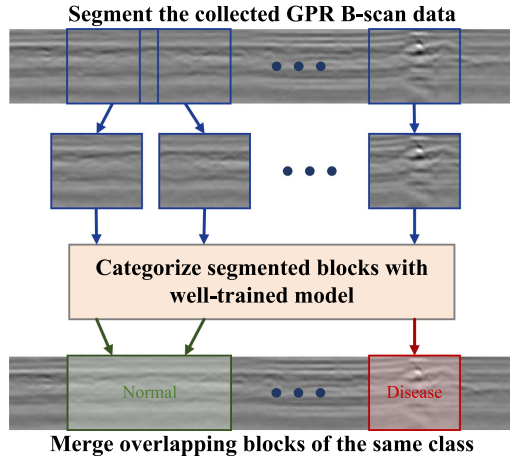 Segment the collected GPR B-scan data
Categorize segmented blocks with
well-trained model
Normal
Disease
Merge overlapping blocks of the same class